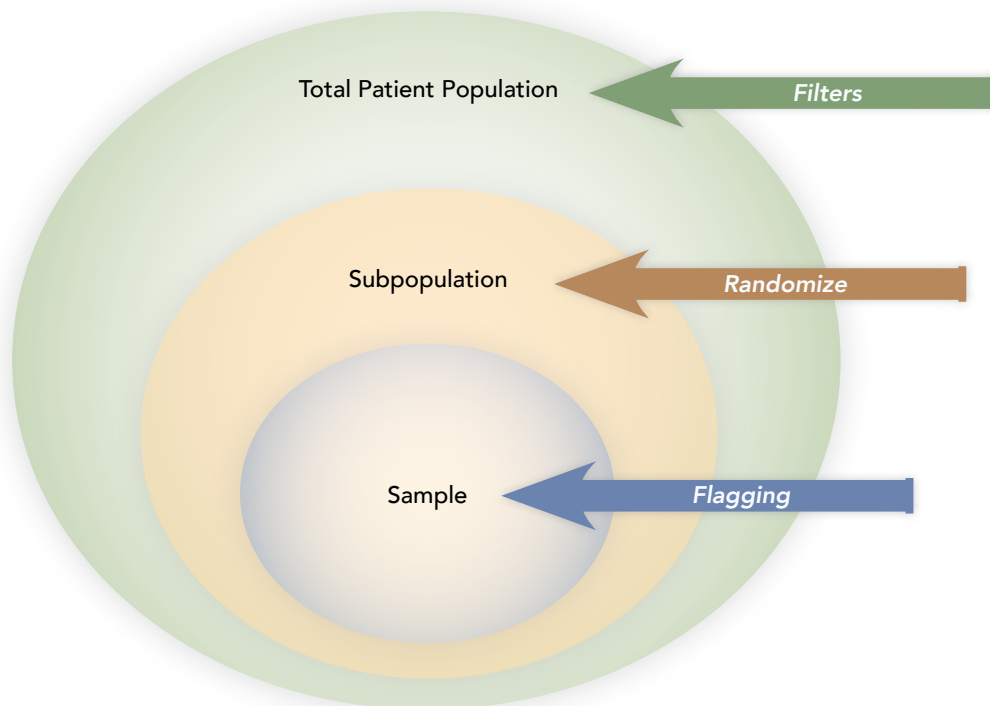 Total Patient Population
Filters
Subpopulation
Randomize
Sample
Flagging